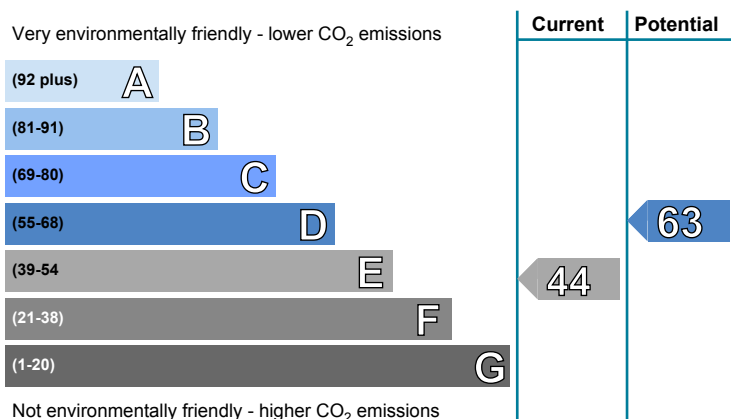 Very environmentally friendly - lower CO2 emissions
Current Potential
(92 plus) A
(81-91) B
(69-80) C
(55-68) D
63
(39-54 E
44
(21-38) F
(1-20) G
Not environmentally friendly - higher CO2 emissions